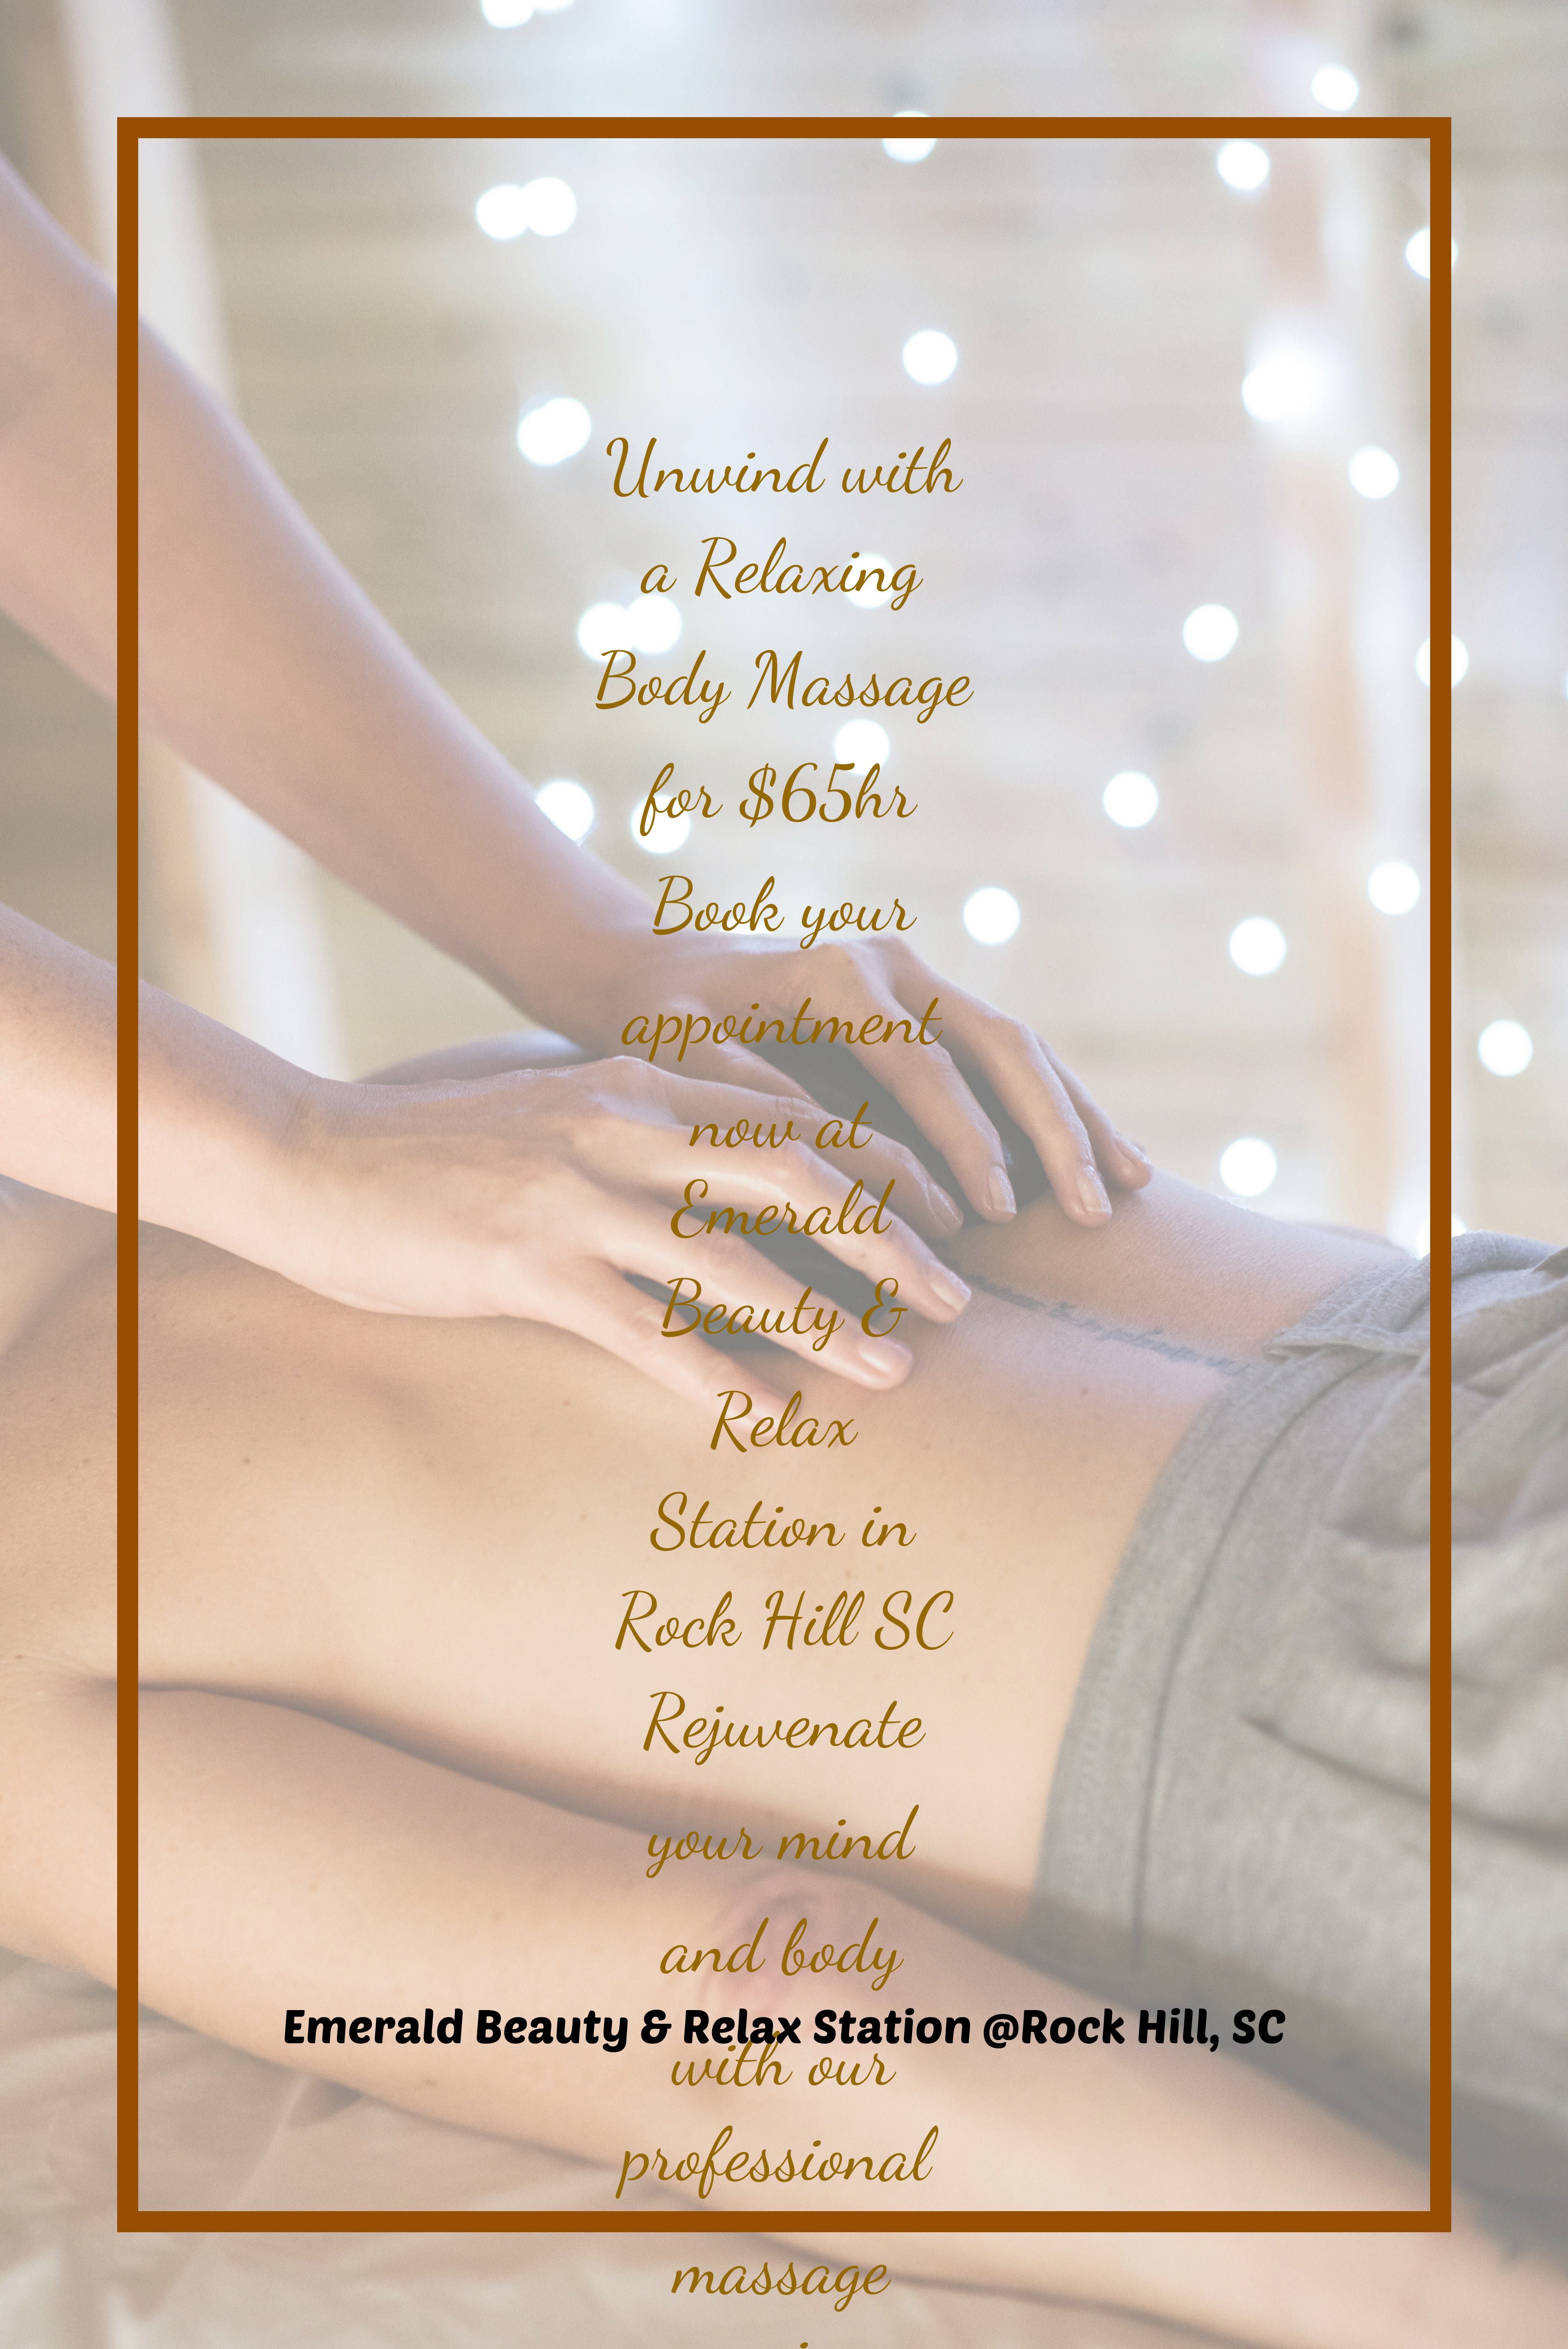 Unwind with
a Relaxing
Body Massage
for $65hr
Book your
appointment
now at
Emerald
Beauty &
Relax
Station in
Rock Hill SC
Rejuvenate
your mind
and body
Emerald Beauty & Relax Station @Rock Hill, SC
with our
professional
massage